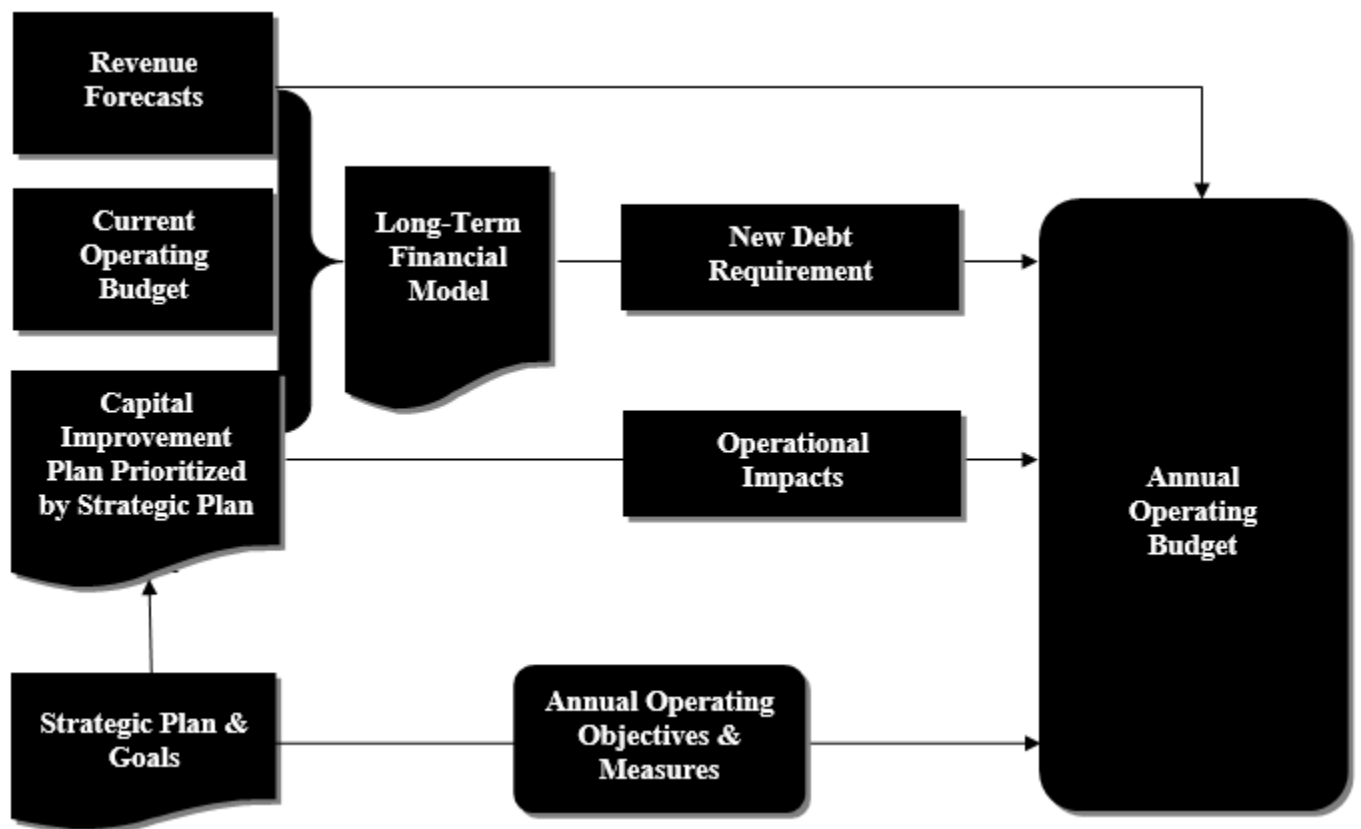 Revenue
Forecasts
Current
Operating
Budget
Capital
Improvement
Plan Prioritized
by Strategic Plan
Strategic Plan &
Goals
Long-Term
Financial
Model
New Debt
Requirement
Operational
Impacts
Annual Operating
Objectives &
Measures
Annual
Operating
Budget